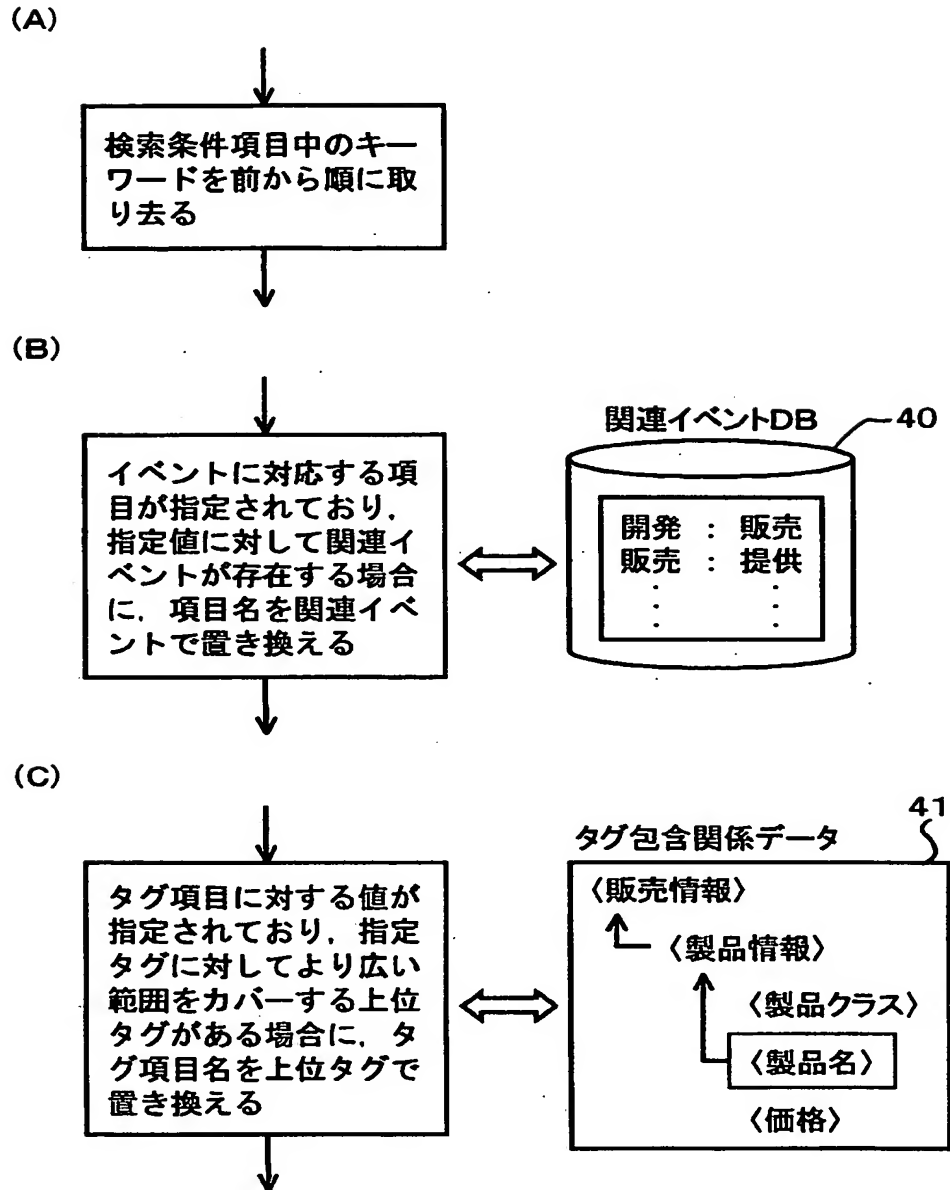 (A)
検索条件項目中のキー
ワードを前から順に取
り去る
(B)
イベントに対応する項
目が指定されており，
指定値に対して関連イ
ベントが存在する場合
に，項目名を関連イベ
ントで置き換える
関連イベントDB
40
開発 : 販売
販売 : 提供
: :
(C)
タグ項目に対する値が
指定されており，指定
タグに対してより広い
範囲をカバーする上位
タグがある場合に，タ
グ項目名を上位タグで
置き換える
41
タグ包含関係データ
〈販売情報〉
〈製品情報〉
〈製品クラス〉
〈製品名〉
〈価格〉